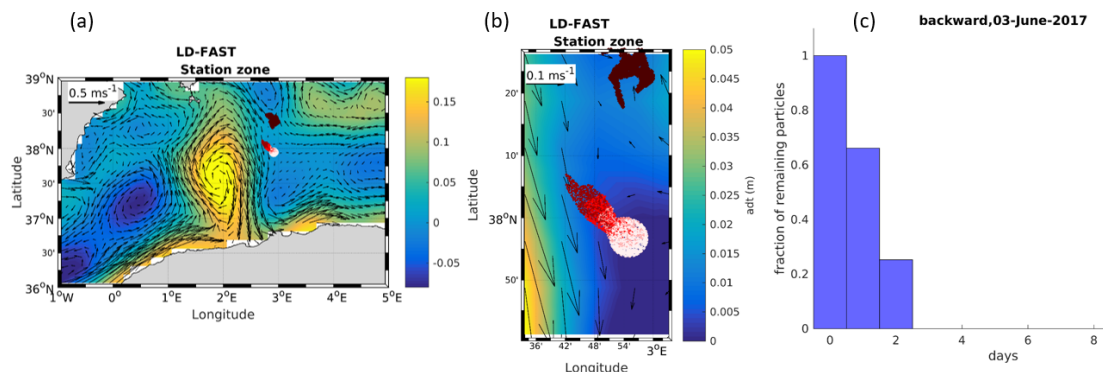 (a)
LD-FAST
Station zone
0.5 ms⁻¹
39°N
30'
38°N
30'
37°N
30'
36°N
Latitude
1°W
0°
1°E
2°E
3°E
4°E
5°E
Longitude
0.15
0.1
0.05
0
-0.05
(b)
LD-FAST
Station zone
0.1 ms⁻¹
20'
10'
38°N
50'
Latitude
36'
42'
48'
54'
3°E
Longitude
0.05
0.045
0.04
0.035
0.03
0.025
0.02
0.015
0.01
0.005
0
adt (m)
(c)
backward,03-June-2017
1
0.8
0.6
0.4
0.2
0
fraction of remaining particles
0
2
4
6
8
days